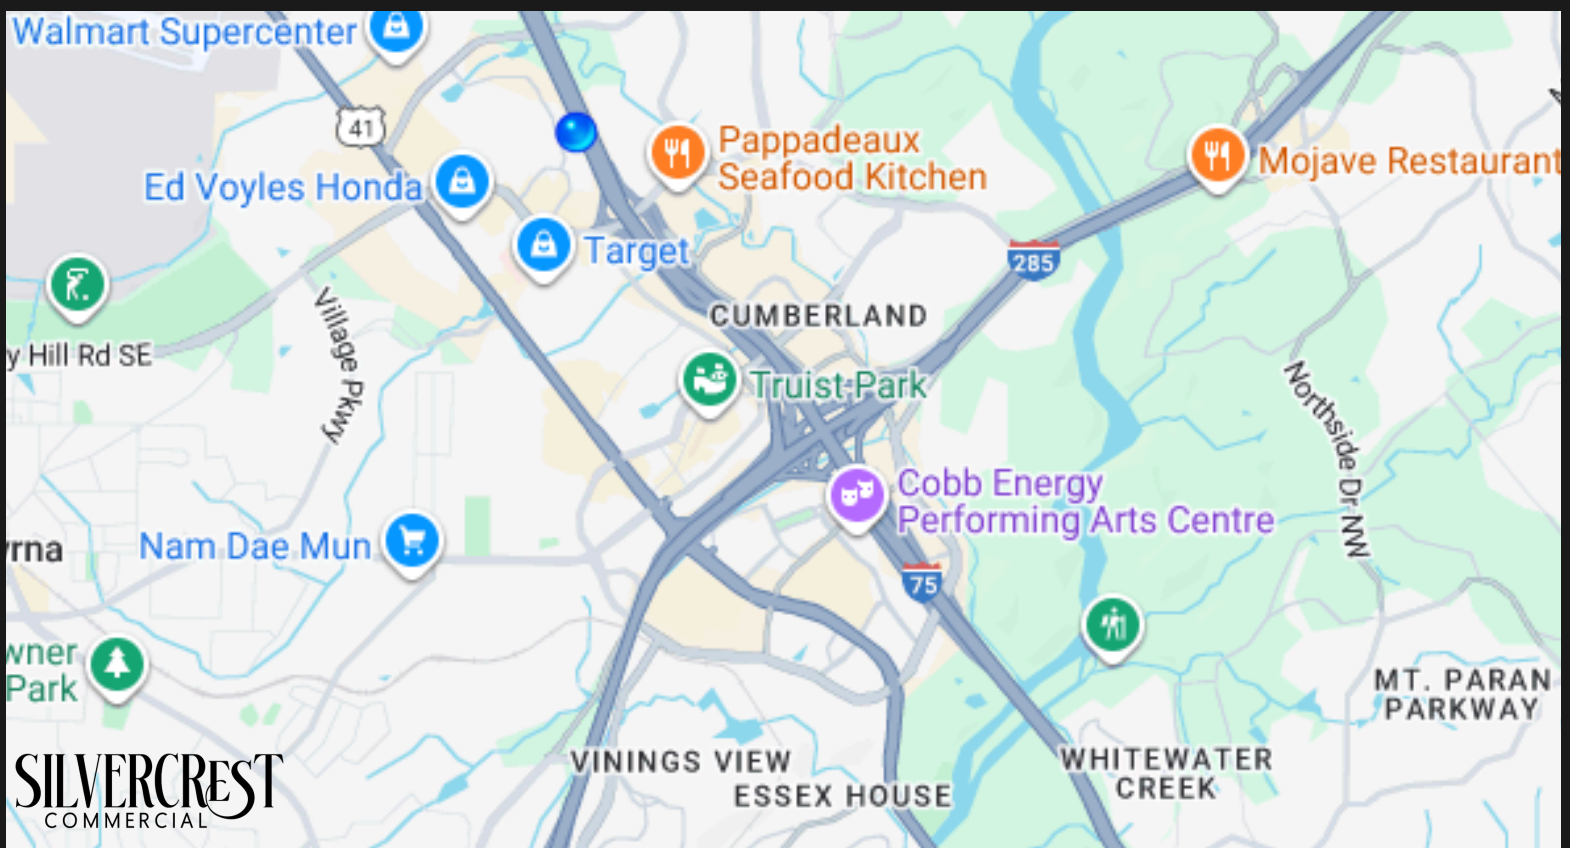 Walmart Supercenter
41
Pappadeaux
Seafood Kitchen
Mojave Restaurant
Ed Voyles Honda
Target
285
CUMBERLAND
Village Pkwy
y Hill Rd SE
Truist Park
Northside Dr NW
Cobb Energy
Performing Arts Centre
Nam Dae Mun
yrna
75
wner
Park
MT. PARAN
PARKWAY
VININGS VIEW
ESSEX HOUSE
WHITEWATER
CREEK
SILVERCREST
COMMERCIAL